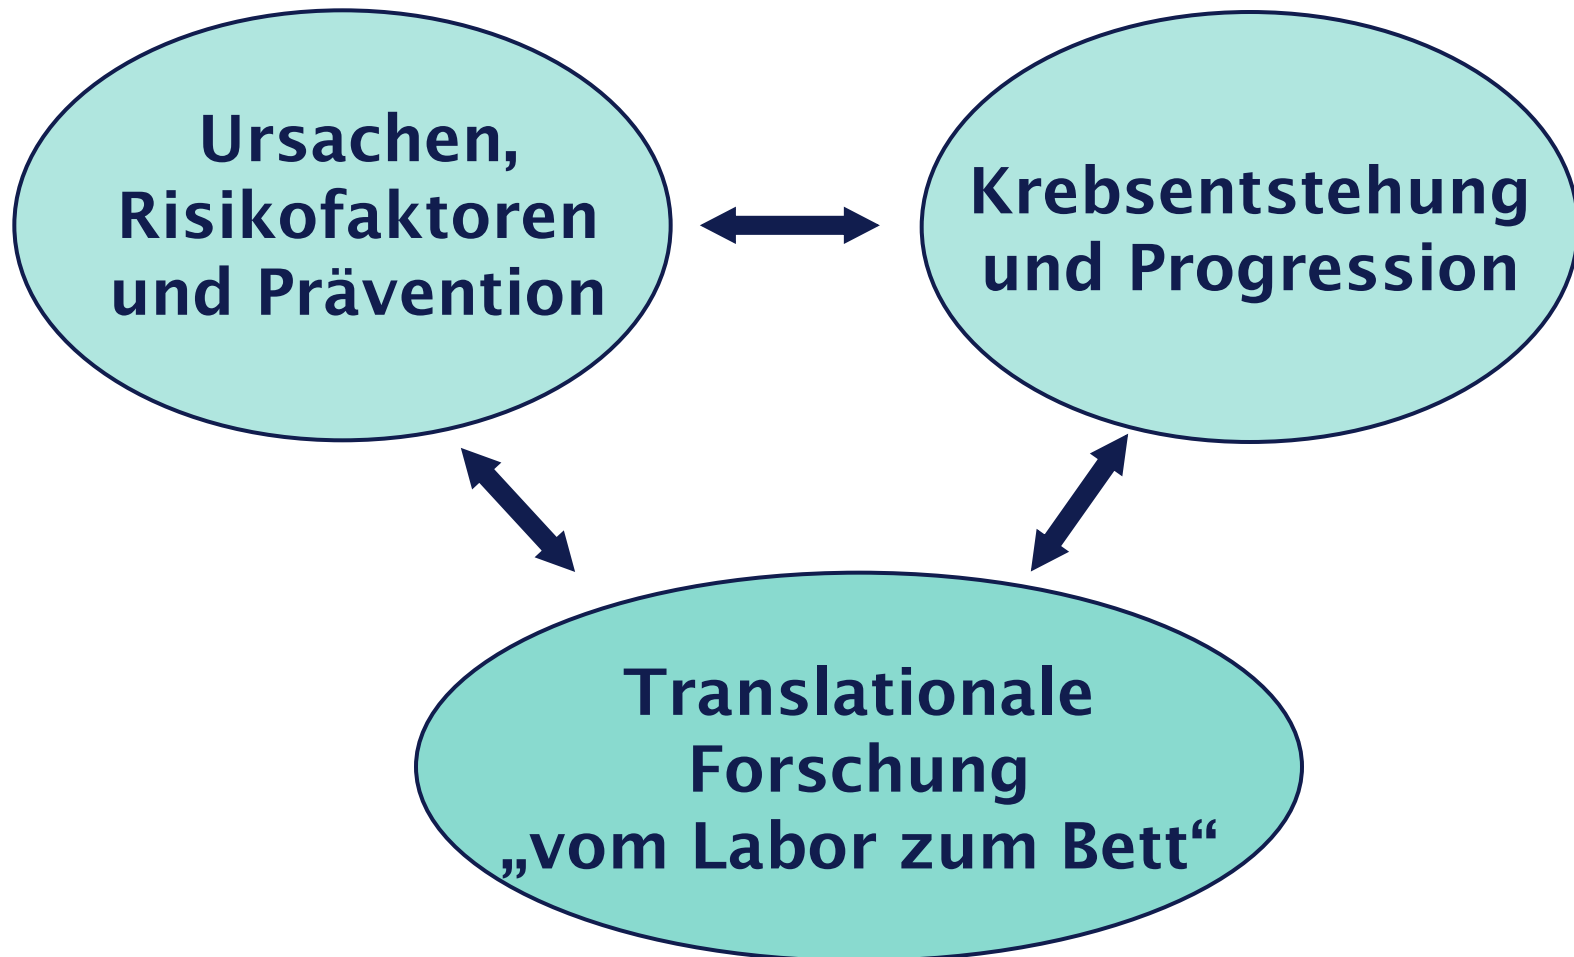 Ursachen,
Risikofaktoren
und Prävention
Krebsentstehung
und Progression
Translationale
Forschung
„vom Labor zum Bett“